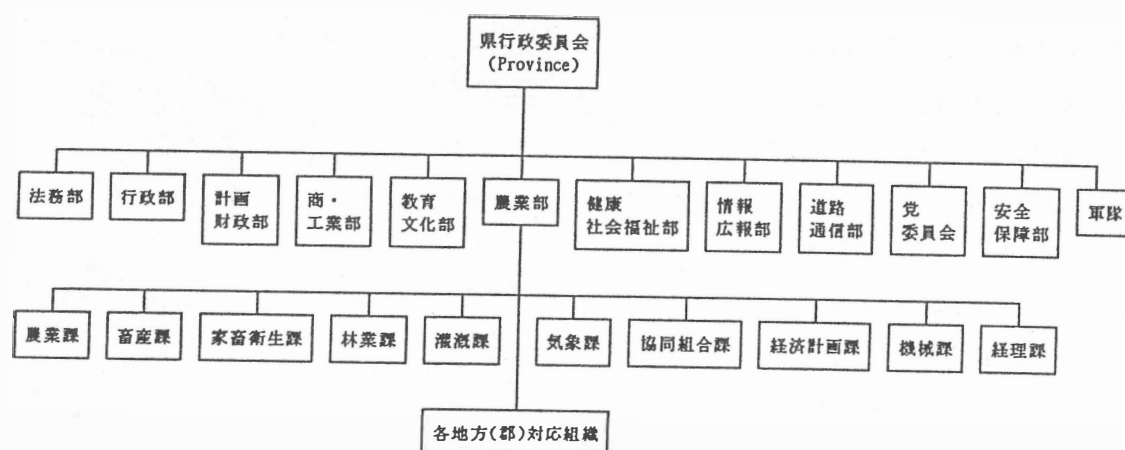 県行政委員会
(Province)
法務部
行政部
計画
財政部
商・
工業部
教育
文化部
農業部
健康
社会福祉部
情報
広報部
道路
通信部
党
委員会
安全
保障部
軍隊
農業課
畜産課
家畜衛生課
林業課
灌漑課
気象課
協同組合課
経済計画課
機械課
経理課
各地方(郡)対応組織